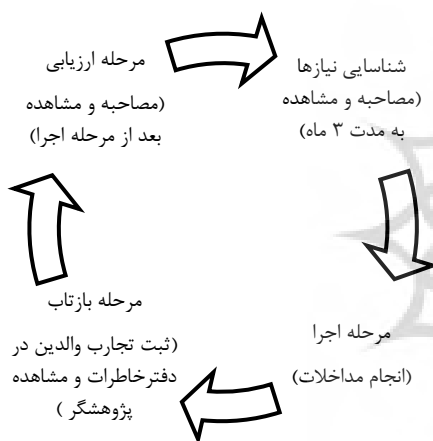 شناسایی نیازها
(مصاحبه و مشاهده
به مدت ۳ ماه)
مرحله اجرا
(انجام مداخلات)
مرحله بازتاب
(ثبت تجارب والدین در
دفترخاطرات و مشاهده
پژوهشگر )
مرحله ارزیابی
(مصاحبه و مشاهده
بعد از مرحله اجرا)